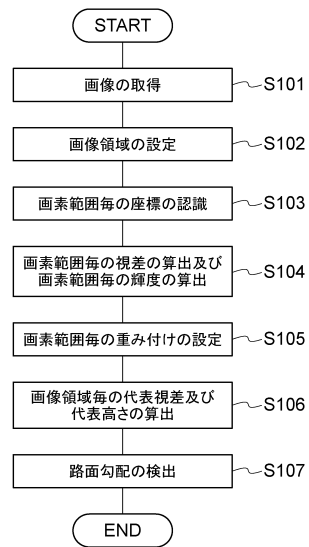 START
画像の取得
S101
画像領域の設定
S102
画素範囲毎の座標の認識
S103
画素範囲毎の視差の算出及び
画素範囲毎の輝度の算出
S104
画素範囲毎の重み付けの設定
S105
画像領域毎の代表視差及び
代表高さの算出
S106
路面勾配の検出
S107
END